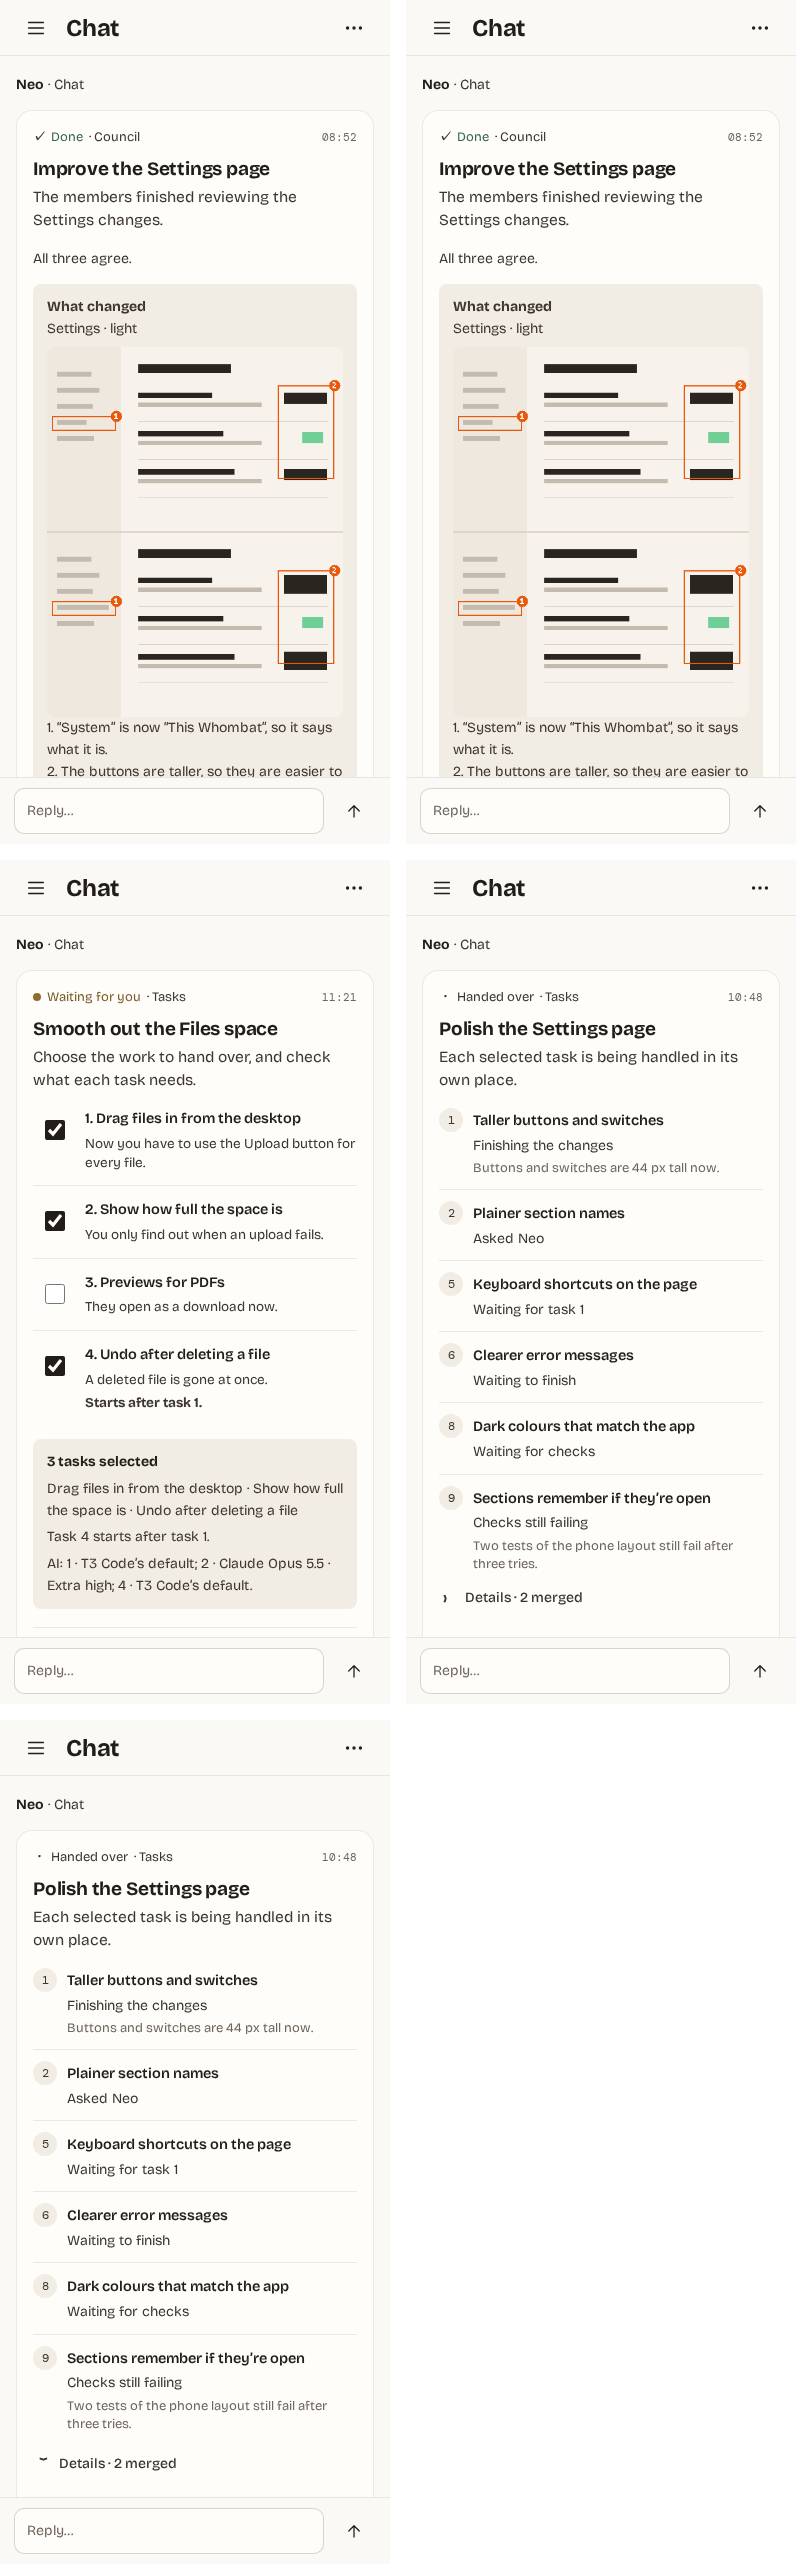 Chat
Neo · Chat
✓ Done · Council 08:52
Improve the Settings page
The members finished reviewing the
Settings changes.
All three agree.
What changed
Settings · light
1
2
1
2
1. “System” is now “This Whombat”, so it says
what it is.
2. The buttons are taller, so they are easier to
Reply...
Chat
Neo · Chat
✓ Done · Council 08:52
Improve the Settings page
The members finished reviewing the
Settings changes.
All three agree.
What changed
Settings · light
1
2
1
2
1. “System” is now “This Whombat”, so it says
what it is.
2. The buttons are taller, so they are easier to
Reply...
Chat
Neo · Chat
Waiting for you · Tasks 11:21
Smooth out the Files space
Choose the work to hand over, and check
what each task needs.
1. Drag files in from the desktop
Now you have to use the Upload button for
every file.
2. Show how full the space is
You only find out when an upload fails.
3. Previews for PDFs
They open as a download now.
4. Undo after deleting a file
A deleted file is gone at once.
Starts after task 1.
3 tasks selected
Drag files in from the desktop · Show how full
the space is · Undo after deleting a file
Task 4 starts after task 1.
AI: 1 · T3 Code’s default; 2 · Claude Opus 5.5 ·
Extra high; 4 · T3 Code’s default.
Reply...
Chat
Neo · Chat
· Handed over · Tasks 10:48
Polish the Settings page
Each selected task is being handled in its
own place.
1 Taller buttons and switches
Finishing the changes
Buttons and switches are 44 px tall now.
2 Plainer section names
Asked Neo
5 Keyboard shortcuts on the page
Waiting for task 1
6 Clearer error messages
Waiting to finish
8 Dark colours that match the app
Waiting for checks
9 Sections remember if they’re open
Checks still failing
Two tests of the phone layout still fail after
three tries.
Details · 2 merged
Reply...
Chat
Neo · Chat
· Handed over · Tasks 10:48
Polish the Settings page
Each selected task is being handled in its
own place.
1 Taller buttons and switches
Finishing the changes
Buttons and switches are 44 px tall now.
2 Plainer section names
Asked Neo
5 Keyboard shortcuts on the page
Waiting for task 1
6 Clearer error messages
Waiting to finish
8 Dark colours that match the app
Waiting for checks
9 Sections remember if they’re open
Checks still failing
Two tests of the phone layout still fail after
three tries.
Details · 2 merged
Reply...